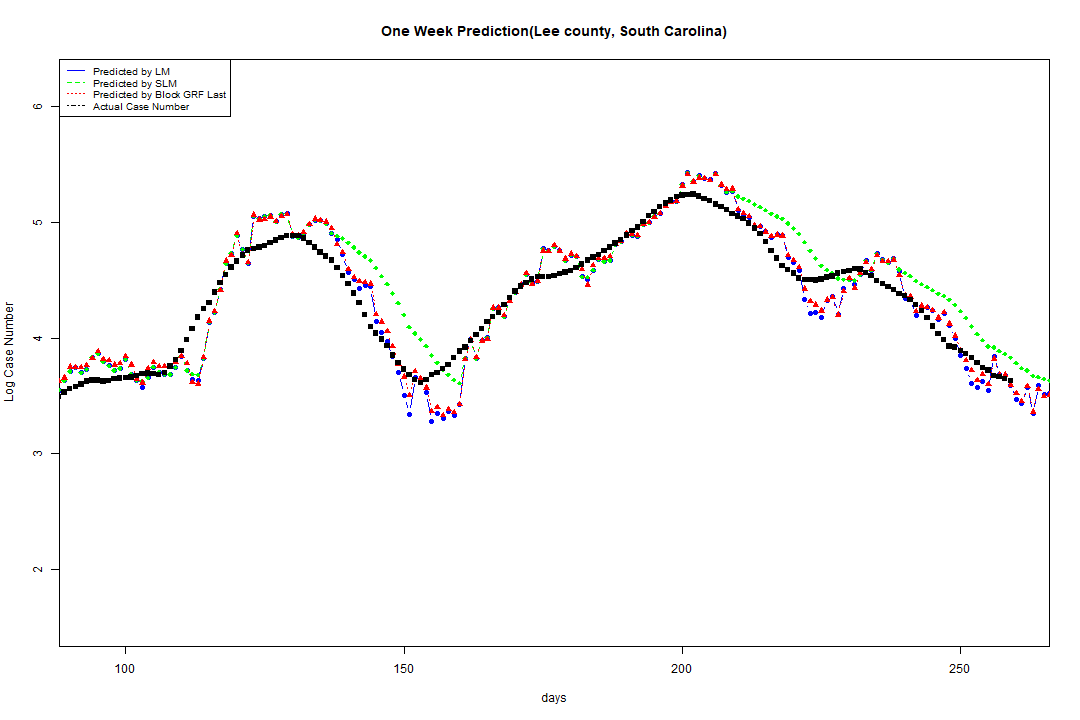 One Week Prediction(Lee county, South Carolina)
Predicted by LM
Predicted by SLM
Predicted by Block GRF Last
Actual Case Number
6
5
4
3
2
Log Case Number
100 150 200 250
days